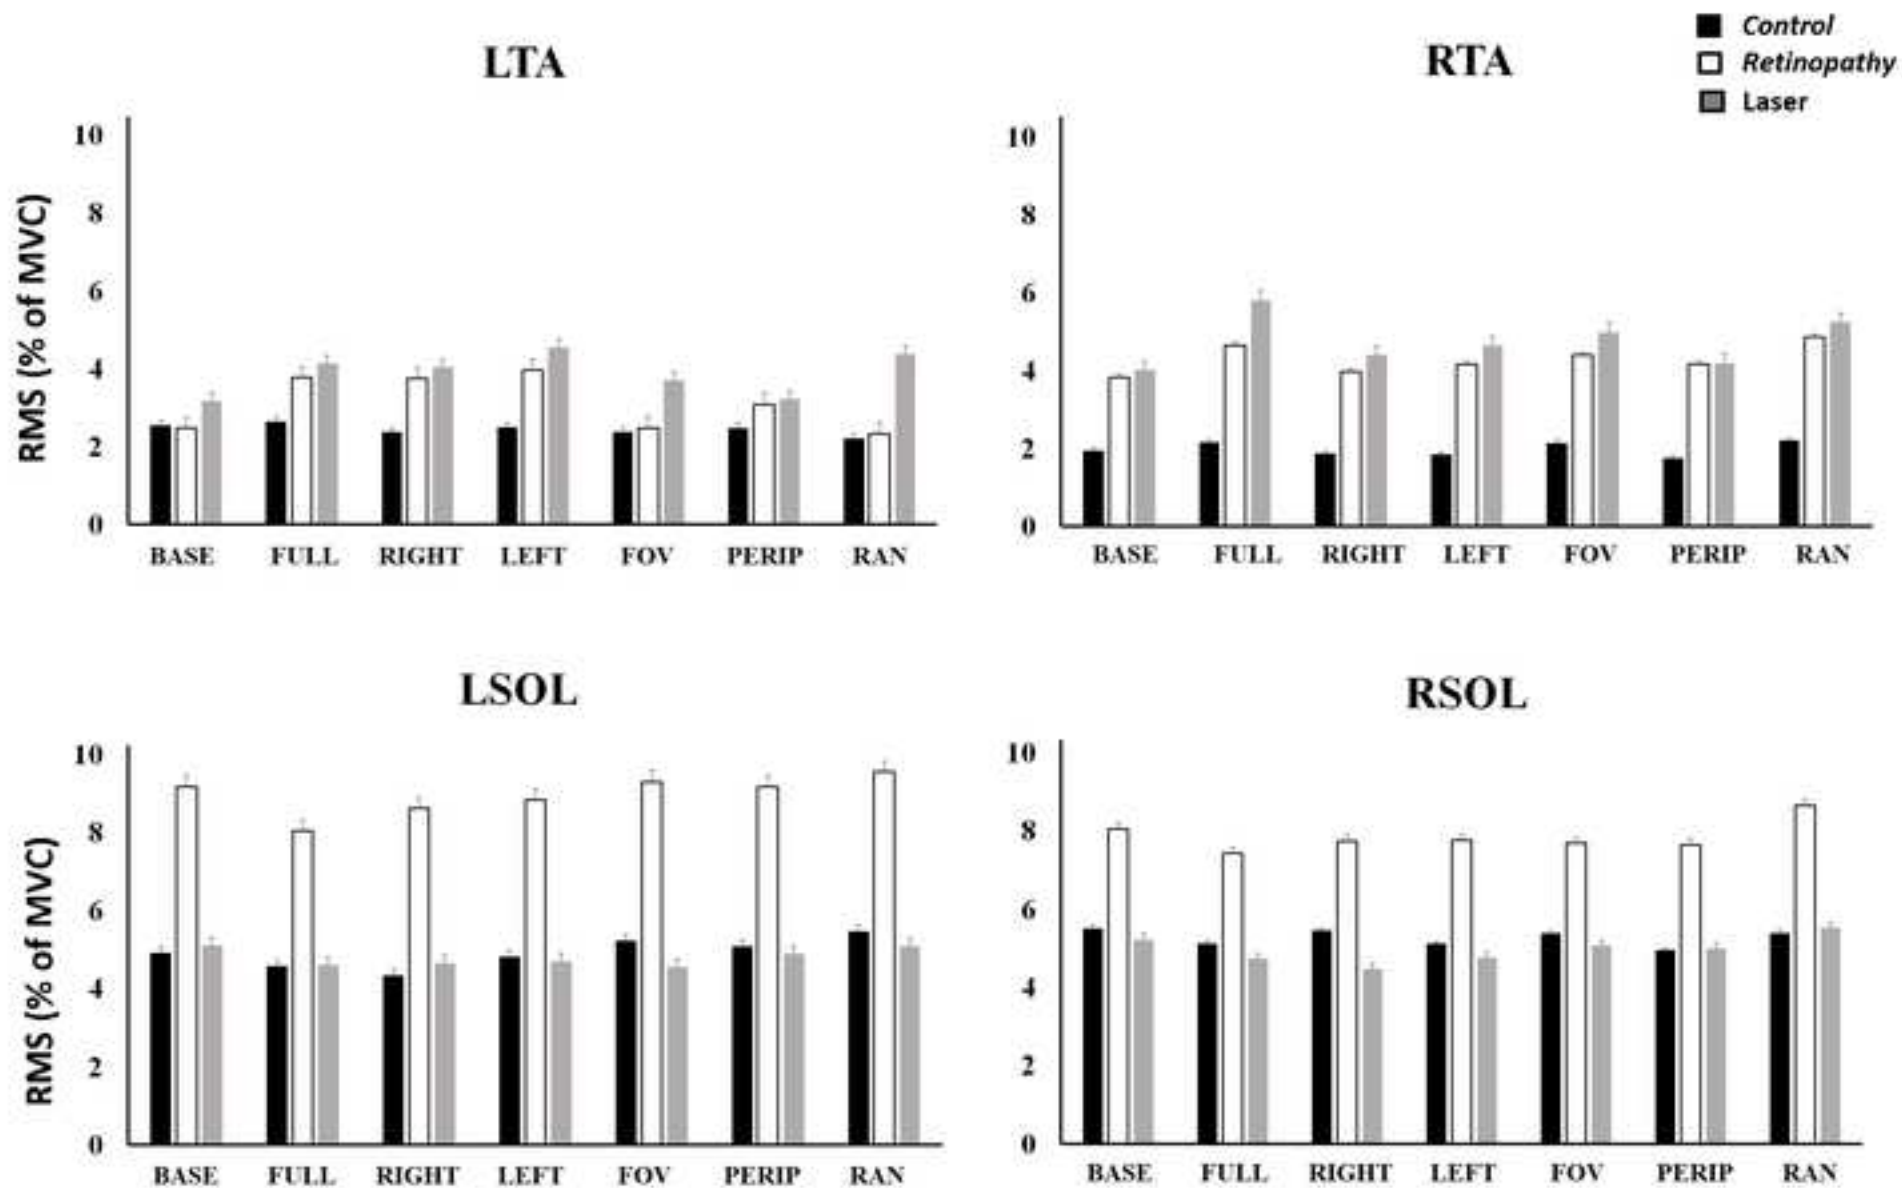 LTA
RTA
Control
Retinopathy
Laser
RMS (% of MVC)
10
8
6
4
2
0
BASE FULL RIGHT LEFT FOV PERIP RAN
10
8
6
4
2
0
BASE FULL RIGHT LEFT FOV PERIP RAN
LSOL
RSOL
RMS (% of MVC)
10
8
6
4
2
0
BASE FULL RIGHT LEFT FOV PERIP RAN
10
8
6
4
2
0
BASE FULL RIGHT LEFT FOV PERIP RAN